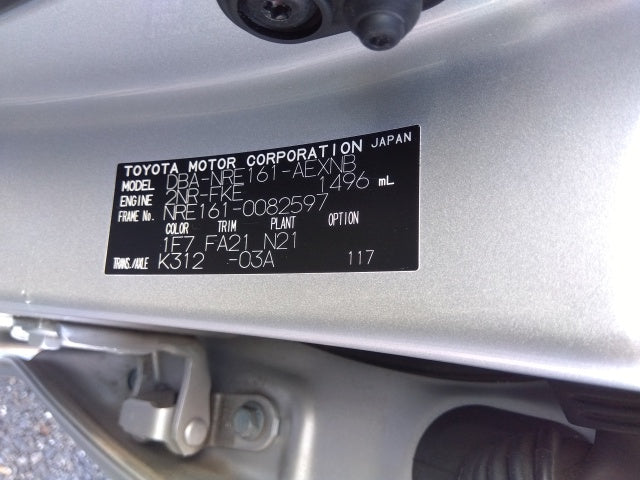 TOYOTA MOTOR CORPORATION JAPAN
MODEL DBA-NRE161-AEXNB
ENGINE 2NR-FKE 1496 mL
FRAME No. NRE161-0082597
COLOR TRIM PLANT OPTION
1F7 FA21 N21
TRANS./AXLE K312 -03A 117